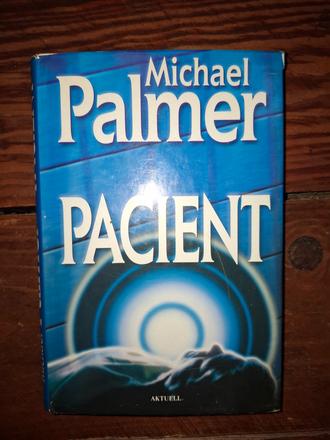 Michael
Palmer
PACIENT
AKTUELL